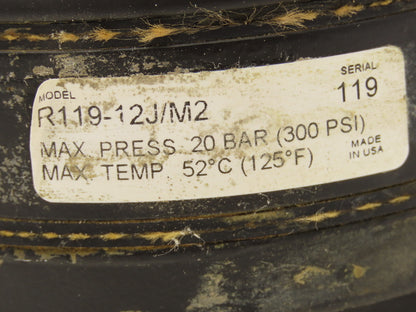 MODEL
R119-12J/M2
SERIAL
119
MAX. PRESS. 20 BAR (300 PSI)
MAX. TEMP. 52°C (125°F)
MADE
IN USA